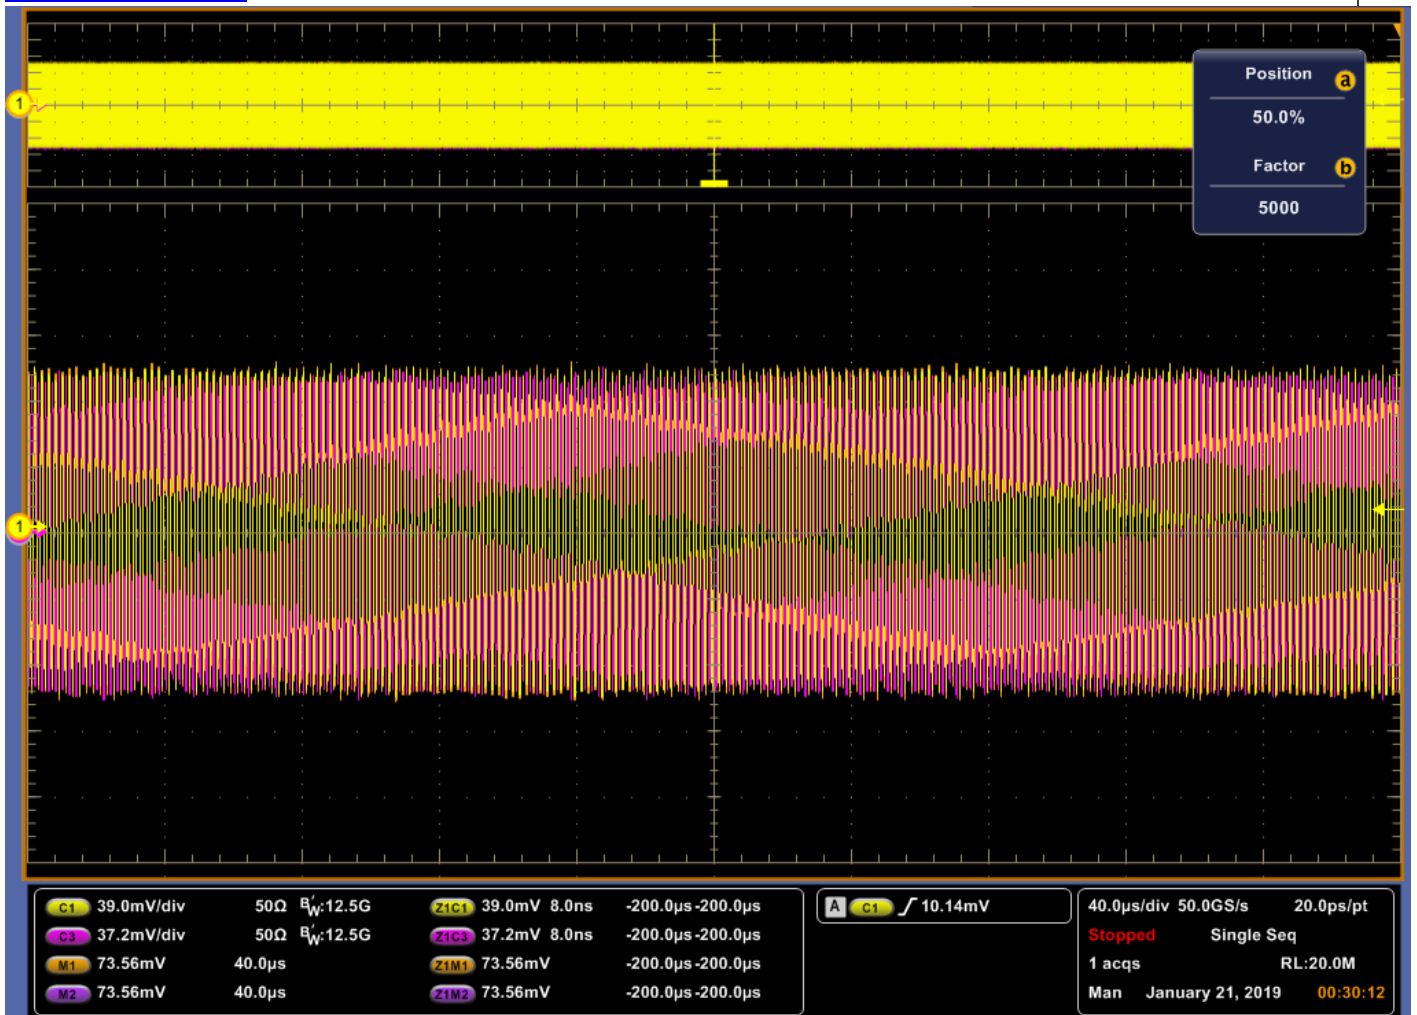 1
Position a
50.0%
Factor b
5000
1
C1 39.0mV/div 50Ω BW:12.5G
C3 37.2mV/div 50Ω BW:12.5G
M1 73.56mV 40.0µs
M2 73.56mV 40.0µs
Z1C1 39.0mV 8.0ns -200.0µs-200.0µs
Z1C3 37.2mV 8.0ns -200.0µs-200.0µs
Z1M1 73.56mV -200.0µs-200.0µs
Z1M2 73.56mV -200.0µs-200.0µs
A C1 10.14mV
40.0µs/div 50.0GS/s 20.0ps/pt
Stopped Single Seq
1 acqs RL:20.0M
Man January 21, 2019 00:30:12